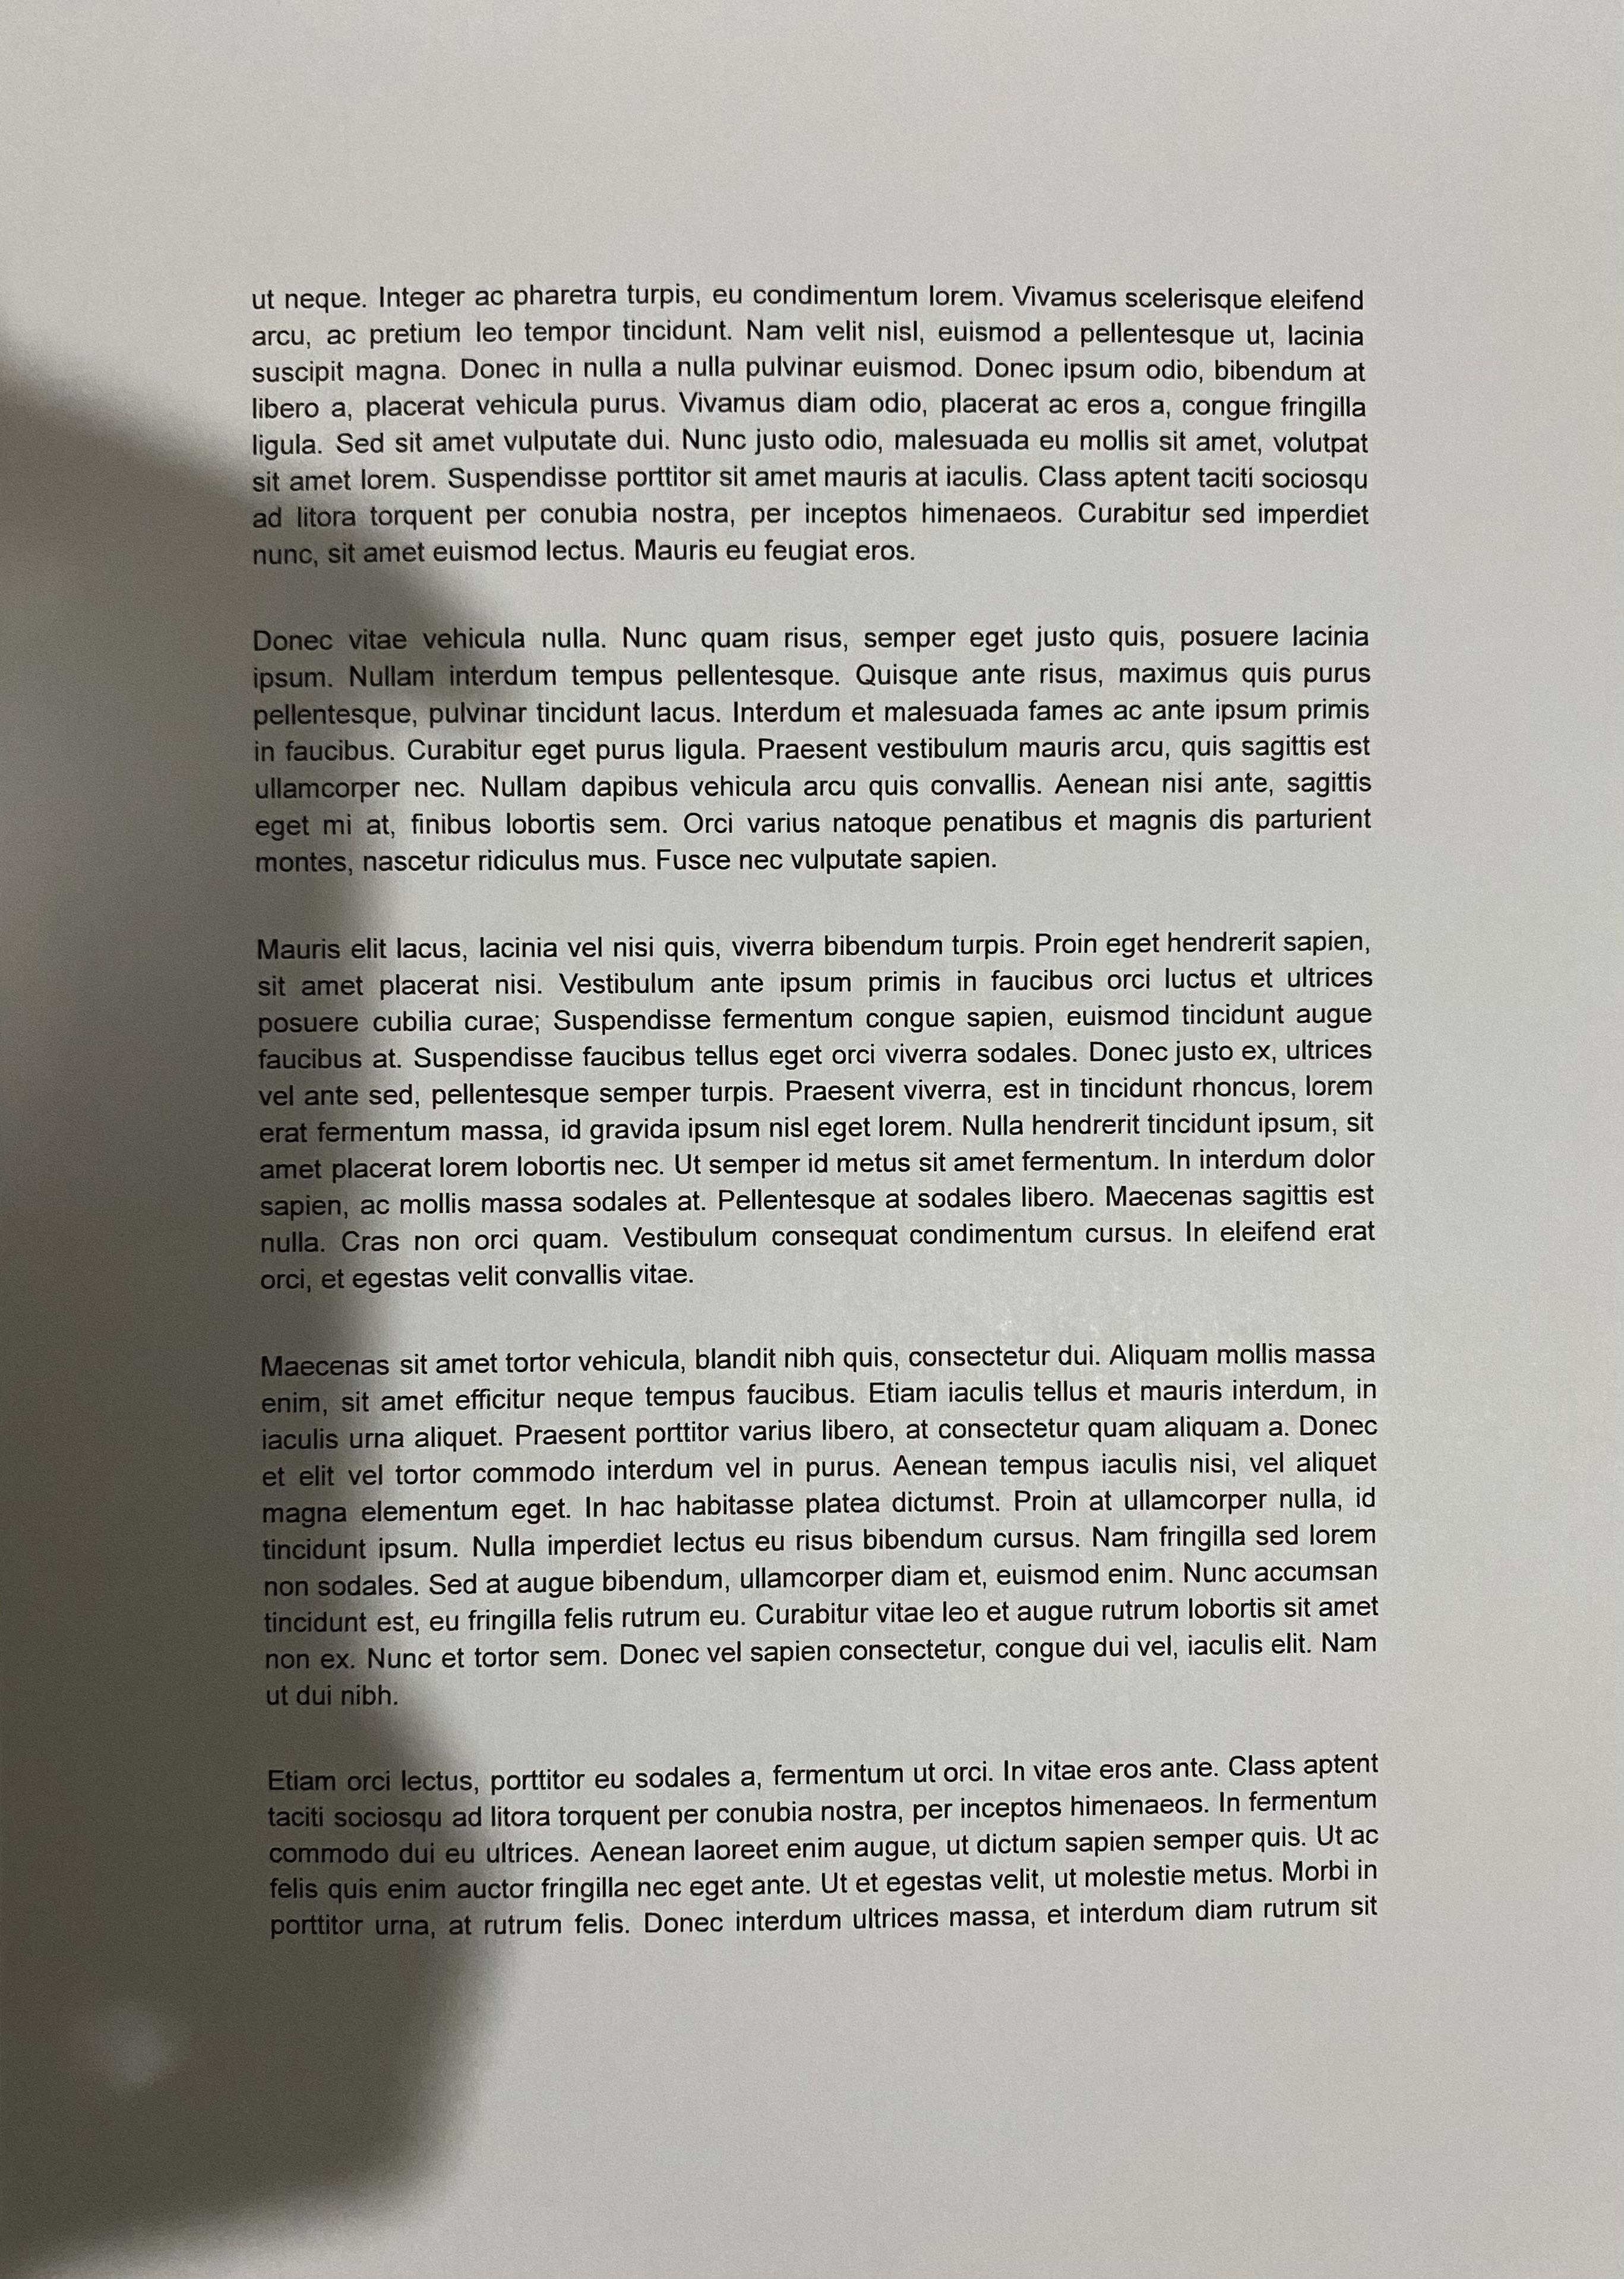 ut neque. Integer ac pharetra turpis, eu condimentum lorem. Vivamus scelerisque eleifend
arcu, ac pretium leo tempor tincidunt. Nam velit nisl, euismod a pellentesque ut, lacinia
suscipit magna. Donec in nulla a nulla pulvinar euismod. Donec ipsum odio, bibendum at
libero a, placerat vehicula purus. Vivamus diam odio, placerat ac eros a, congue fringilla
ligula. Sed sit amet vulputate dui. Nunc justo odio, malesuada eu mollis sit amet, volutpat
sit amet lorem. Suspendisse porttitor sit amet mauris at iaculis. Class aptent taciti sociosqu
ad litora torquent per conubia nostra, per inceptos himenaeos. Curabitur sed imperdiet
nunc, sit amet euismod lectus. Mauris eu feugiat eros.
Donec vitae vehicula nulla. Nunc quam risus, semper eget justo quis, posuere lacinia
ipsum. Nullam interdum tempus pellentesque. Quisque ante risus, maximus quis purus
pellentesque, pulvinar tincidunt lacus. Interdum et malesuada fames ac ante ipsum primis
in faucibus. Curabitur eget purus ligula. Praesent vestibulum mauris arcu, quis sagittis est
ullamcorper nec. Nullam dapibus vehicula arcu quis convallis. Aenean nisi ante, sagittis
eget mi at, finibus lobortis sem. Orci varius natoque penatibus et magnis dis parturient
montes, nascetur ridiculus mus. Fusce nec vulputate sapien.
Mauris elit lacus, lacinia vel nisi quis, viverra bibendum turpis. Proin eget hendrerit sapien,
sit amet placerat nisi. Vestibulum ante ipsum primis in faucibus orci luctus et ultrices
posuere cubilia curae; Suspendisse fermentum congue sapien, euismod tincidunt augue
faucibus at. Suspendisse faucibus tellus eget orci viverra sodales. Donec justo ex, ultrices
vel ante sed, pellentesque semper turpis. Praesent viverra, est in tincidunt rhoncus, lorem
erat fermentum massa, id gravida ipsum nisl eget lorem. Nulla hendrerit tincidunt ipsum, sit
amet placerat lorem lobortis nec. Ut semper id metus sit amet fermentum. In interdum dolor
sapien, ac mollis massa sodales at. Pellentesque at sodales libero. Maecenas sagittis est
nulla. Cras non orci quam. Vestibulum consequat condimentum cursus. In eleifend erat
orci, et egestas velit convallis vitae.
Maecenas sit amet tortor vehicula, blandit nibh quis, consectetur dui. Aliquam mollis massa
enim, sit amet efficitur neque tempus faucibus. Etiam iaculis tellus et mauris interdum, in
iaculis urna aliquet. Praesent porttitor varius libero, at consectetur quam aliquam a. Donec
et elit vel tortor commodo interdum vel in purus. Aenean tempus iaculis nisi, vel aliquet
magna elementum eget. In hac habitasse platea dictumst. Proin at ullamcorper nulla, id
tincidunt ipsum. Nulla imperdiet lectus eu risus bibendum cursus. Nam fringilla sed lorem
non sodales. Sed at augue bibendum, ullamcorper diam et, euismod enim. Nunc accumsan
tincidunt est, eu fringilla felis rutrum eu. Curabitur vitae leo et augue rutrum lobortis sit amet
non ex. Nunc et tortor sem. Donec vel sapien consectetur, congue dui vel, iaculis elit. Nam
ut dui nibh.
Etiam orci lectus, porttitor eu sodales a, fermentum ut orci. In vitae eros ante. Class aptent
taciti sociosqu ad litora torquent per conubia nostra, per inceptos himenaeos. In fermentum
commodo dui eu ultrices. Aenean laoreet enim augue, ut dictum sapien semper quis. Ut ac
felis quis enim auctor fringilla nec eget ante. Ut et egestas velit, ut molestie metus. Morbi in
porttitor urna, at rutrum felis. Donec interdum ultrices massa, et interdum diam rutrum sit